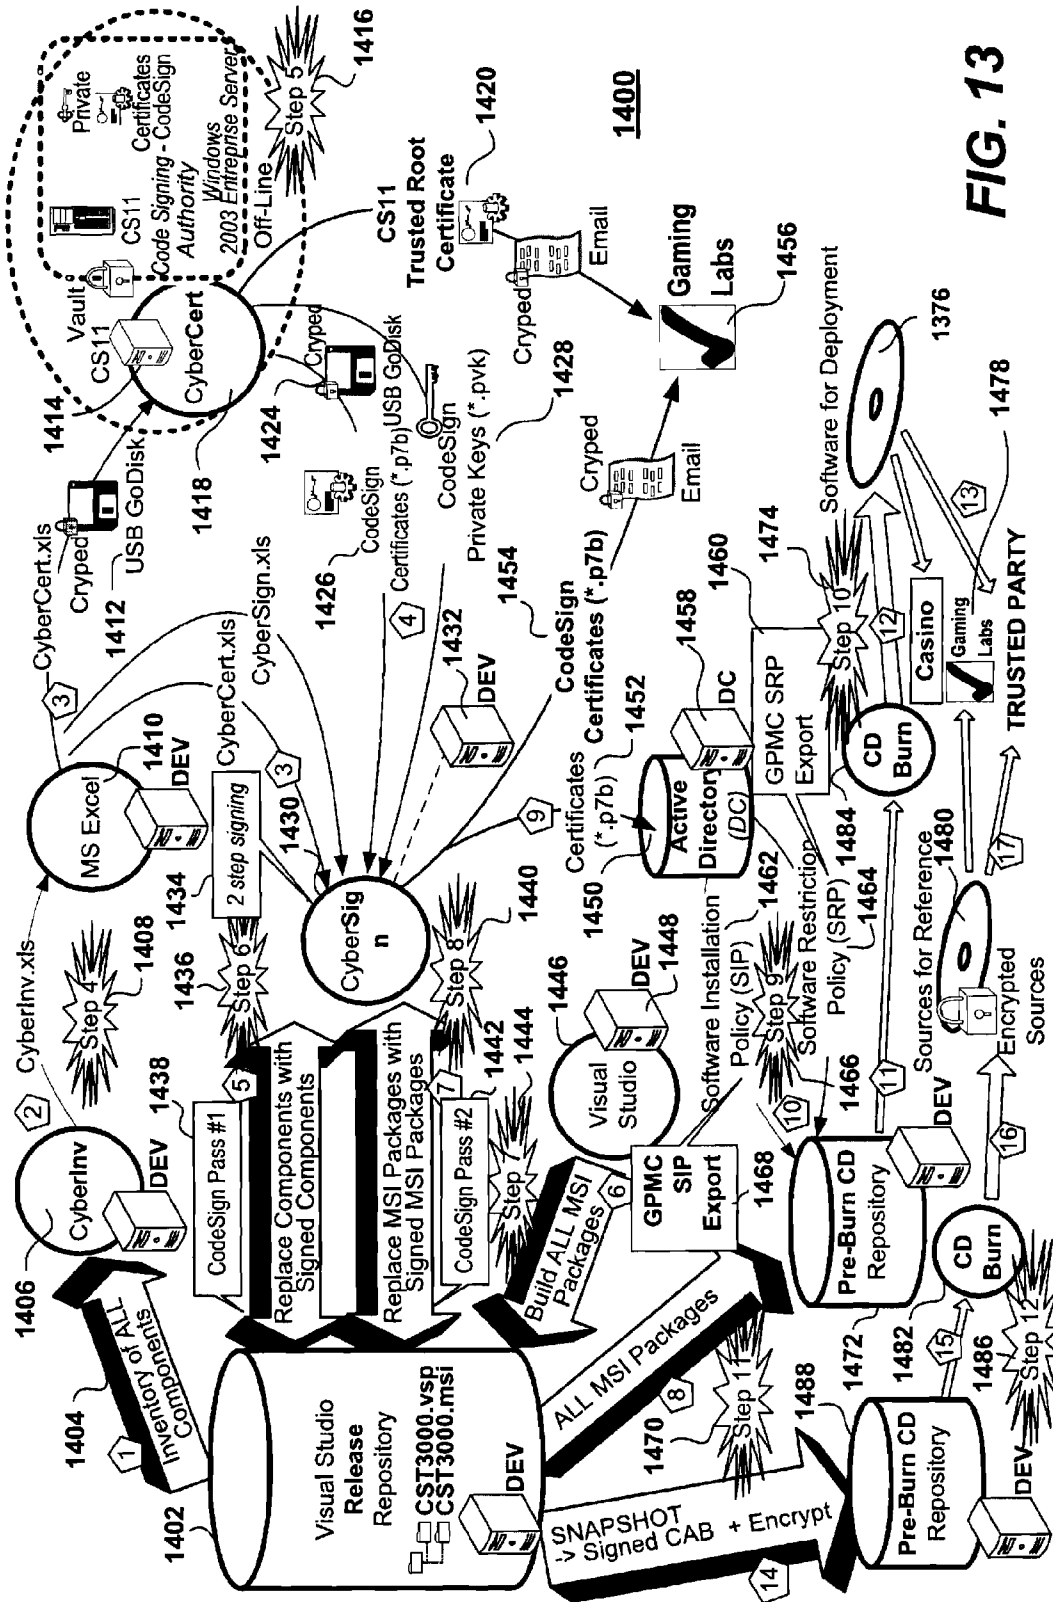 1404
1
Inventory of ALL
Components
1406
CyberInv
DEV
2
CyberInv.xls
Step 4
1408
MS Excel
1410
DEV
3
CyberCert.xls
1412
Cryped
USB GoDisk
1414
CS11
Vault
CyberCert
1418
CS11
Private
Certificates
Code Signing - CodeSign
Authority
Windows
2003 Entreprise Server
Off-Line
Step 5
1416
1402
Visual Studio
Release
Repository
CST3000.vsp
CST3000.msi
DEV
1438
CodeSign Pass #1
5
Replace Components with
Signed Components
Replace MSI Packages with
Signed MSI Packages
7
CodeSign Pass #2
1442
Step 7
1444
1436
Step 6
1434
2 step signing
1430
3
CyberCert.xls
CyberSign.xls
CyberSig
n
Step 8
1440
1424
Cryped
USB GoDisk
1426
CodeSign
Certificates (*.p7b)
4
CodeSign
Private Keys (*.pvk)
1428
1432
DEV
1454
CodeSign
Certificates (*.p7b)
CS11
Trusted Root
Certificate
1420
Cryped
Email
Cryped
Email
Gaming
Labs
1456
1400
Build ALL MSI
Packages
6
1446
Visual
Studio
1448
DEV
GPMC
SIP
Export
1468
ALL MSI Packages
8
9
Certificates
(*.p7b)
1452
1450
Active
Directory
(DC)
1458
DC
1460
GPMC SRP
Export
Software Installation
Policy (SIP)
1462
Step 9
1466
Software Restriction
Policy (SRP)
1464
10
Pre-Burn CD
Repository
1472
DEV
11
CD
Burn
1484
Step 10
1474
12
Software for Deployment
1376
13
1478
Casino
Gaming
Labs
TRUSTED PARTY
1470
Step 11
SNAPSHOT
-> Signed CAB + Encrypt
14
1488
Pre-Burn CD
Repository
DEV
15
CD
Burn
1482
1486
Step 12
16
Sources for Reference
1480
Encrypted
Sources
17
FIG. 13